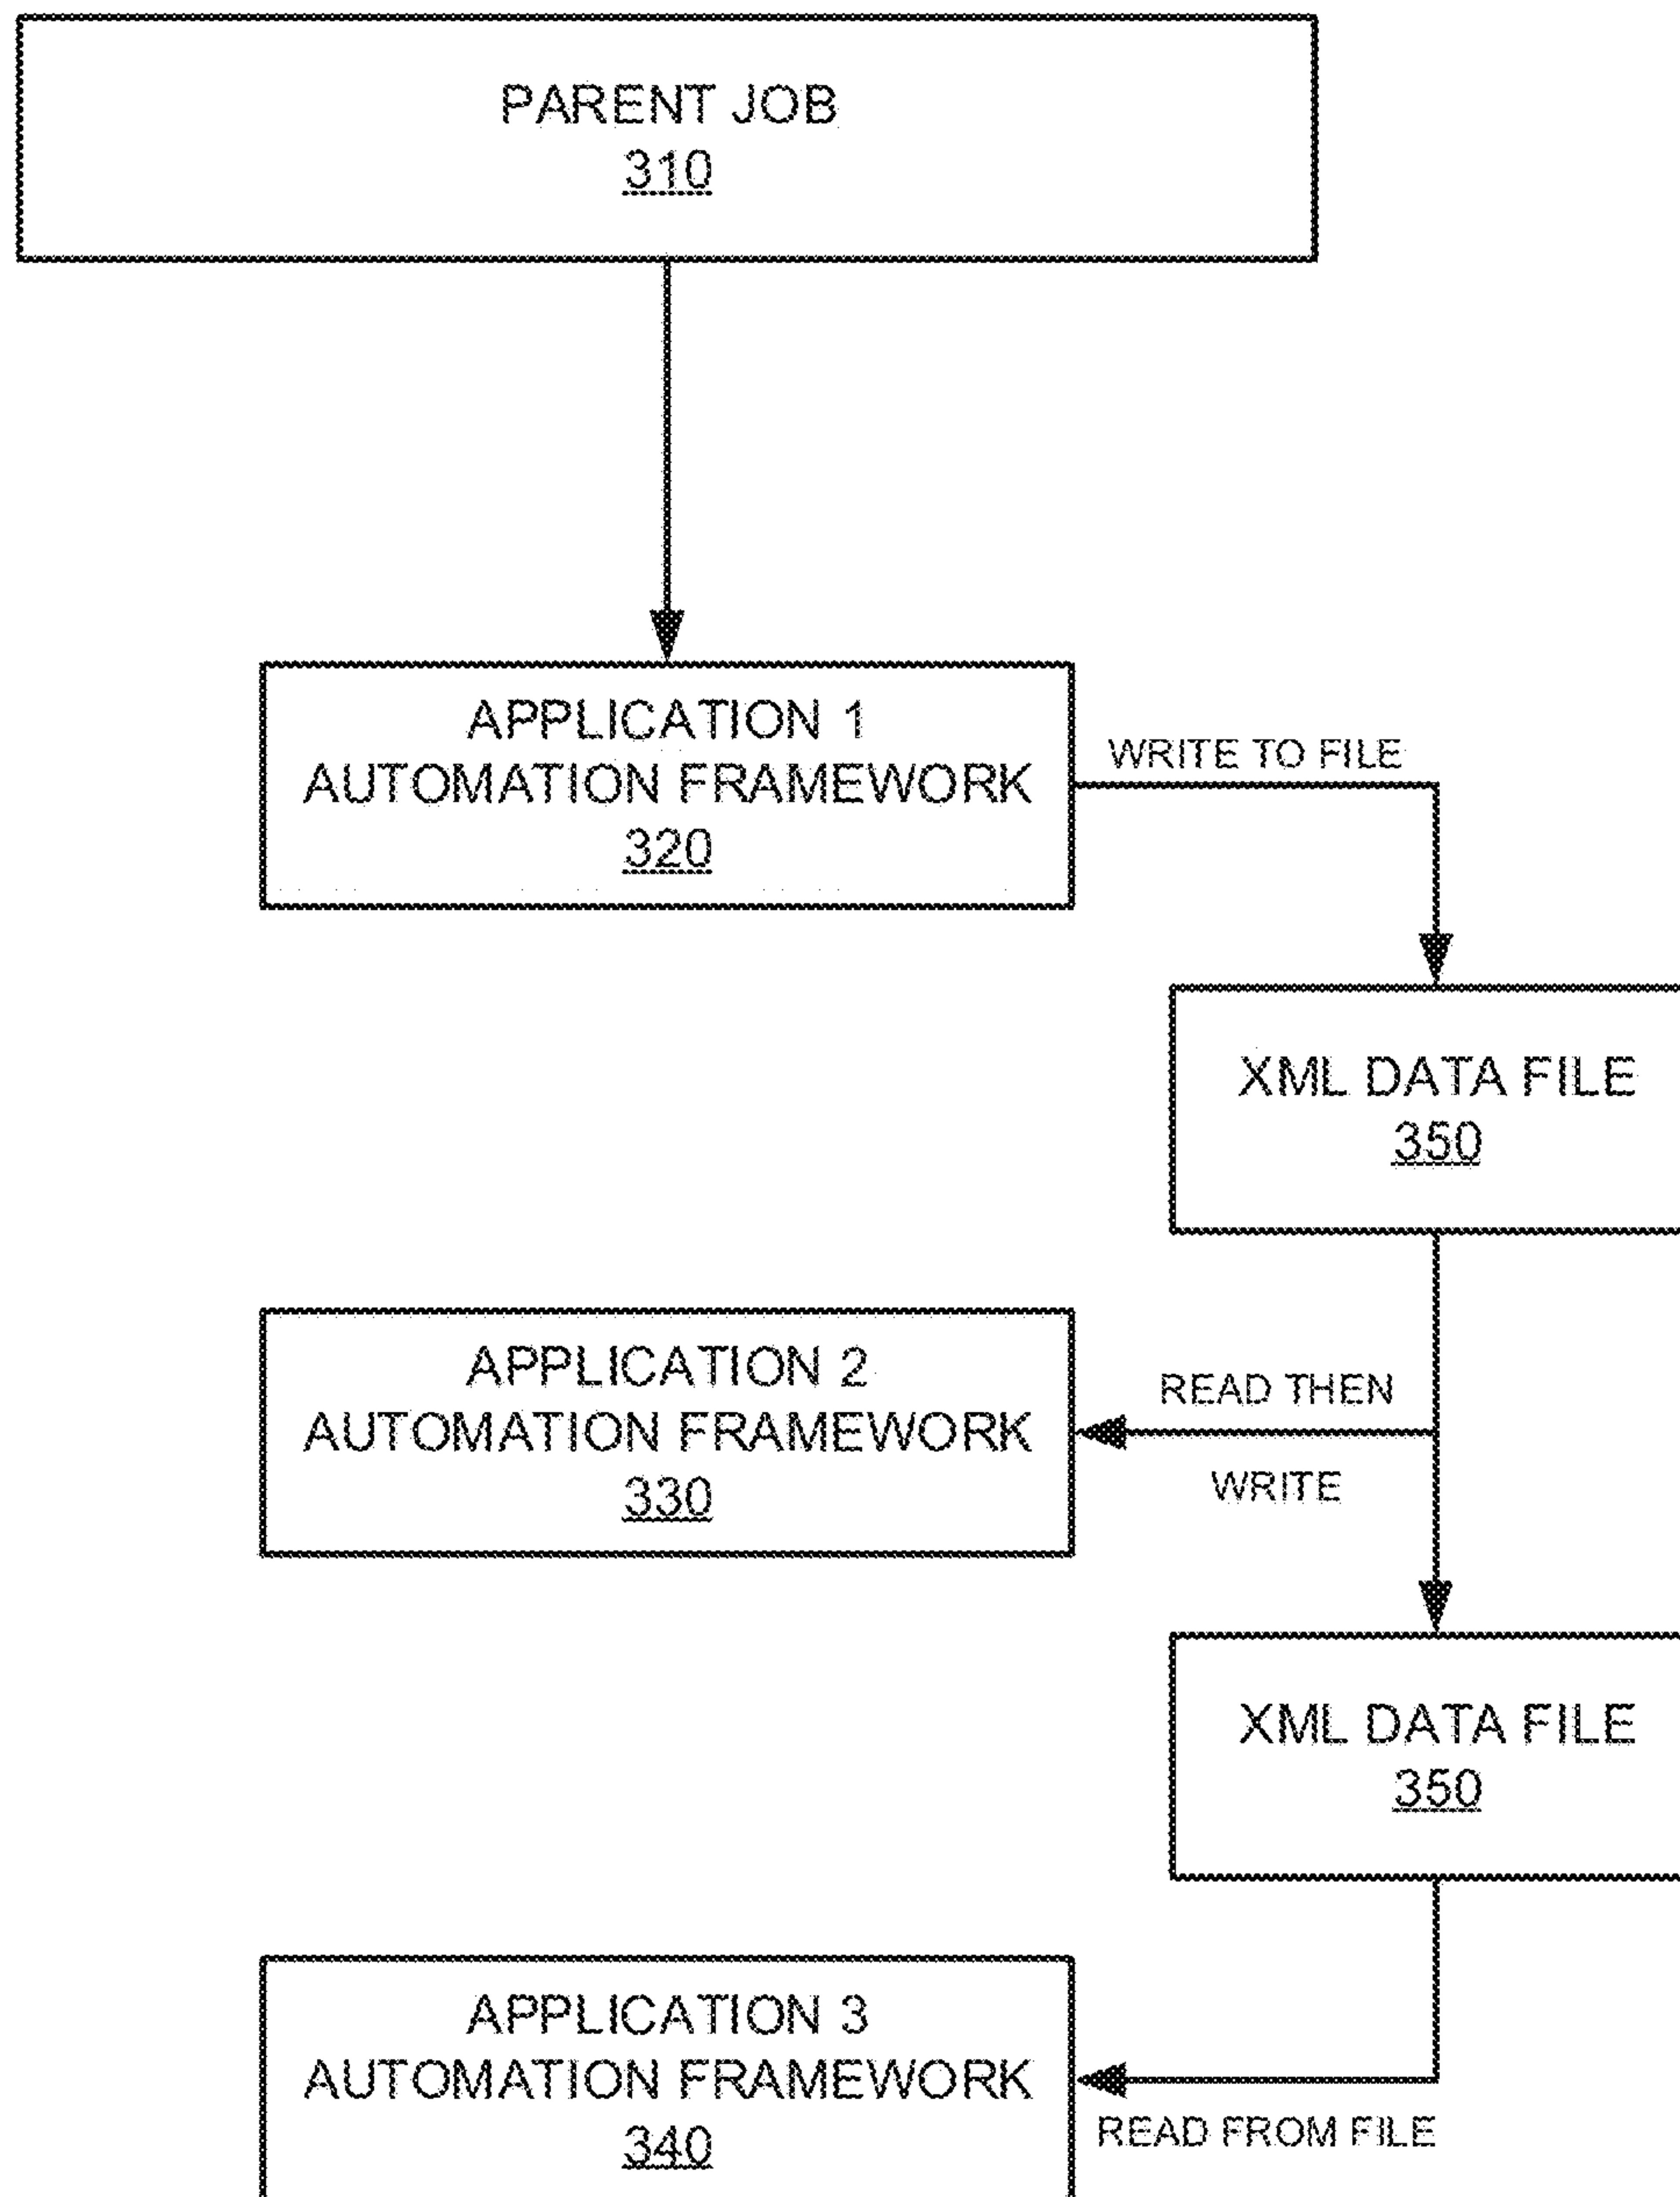 PARENT JOB
310
APPLICATION 1
AUTOMATION FRAMEWORK
320
WRITE TO FILE
XML DATA FILE
350
APPLICATION 2
AUTOMATION FRAMEWORK
330
READ THEN
WRITE
XML DATA FILE
350
APPLICATION 3
AUTOMATION FRAMEWORK
340
READ FROM FILE